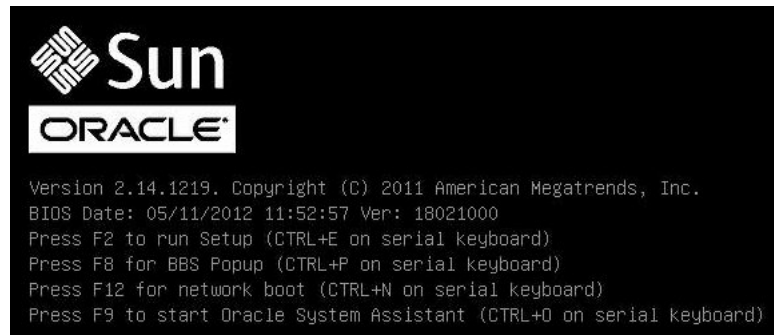 Sun
ORACLE
Version 2.14.1219. Copyright (C) 2011 American Megatrends, Inc.
BIOS Date: 05/11/2012 11:52:57 Ver: 18021000
Press F2 to run Setup (CTRL+E on serial keyboard)
Press F8 for BBS Popup (CTRL+P on serial keyboard)
Press F12 for network boot (CTRL+N on serial keyboard)
Press F9 to start Oracle System Assistant (CTRL+O on serial keyboard)